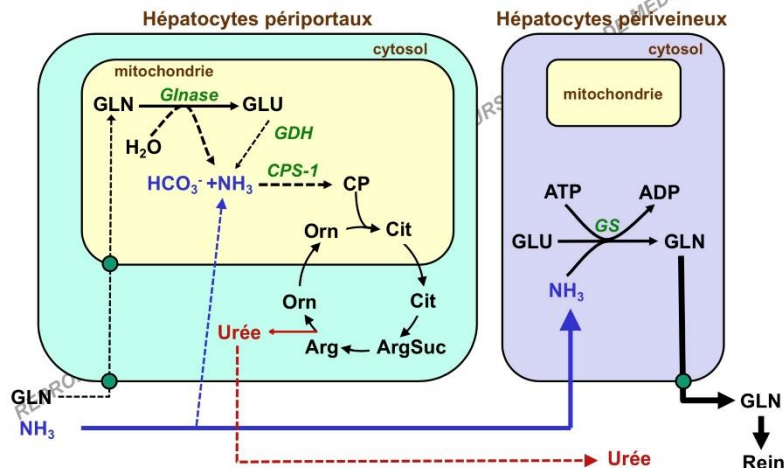 Hépatocytes périportaux
Hépatocytes périveineux
cytosol
cytosol
mitochondrie
mitochondrie
GLN
Glnase
GLU
H₂O
GDH
HCO₃⁻ +NH₃
CPS-1
CP
Orn
Cit
Orn
Cit
Urée
Arg
ArgSuc
ATP
ADP
GLU
GS
GLN
NH₃
GLN
NH₃
GLN
Urée
Rein